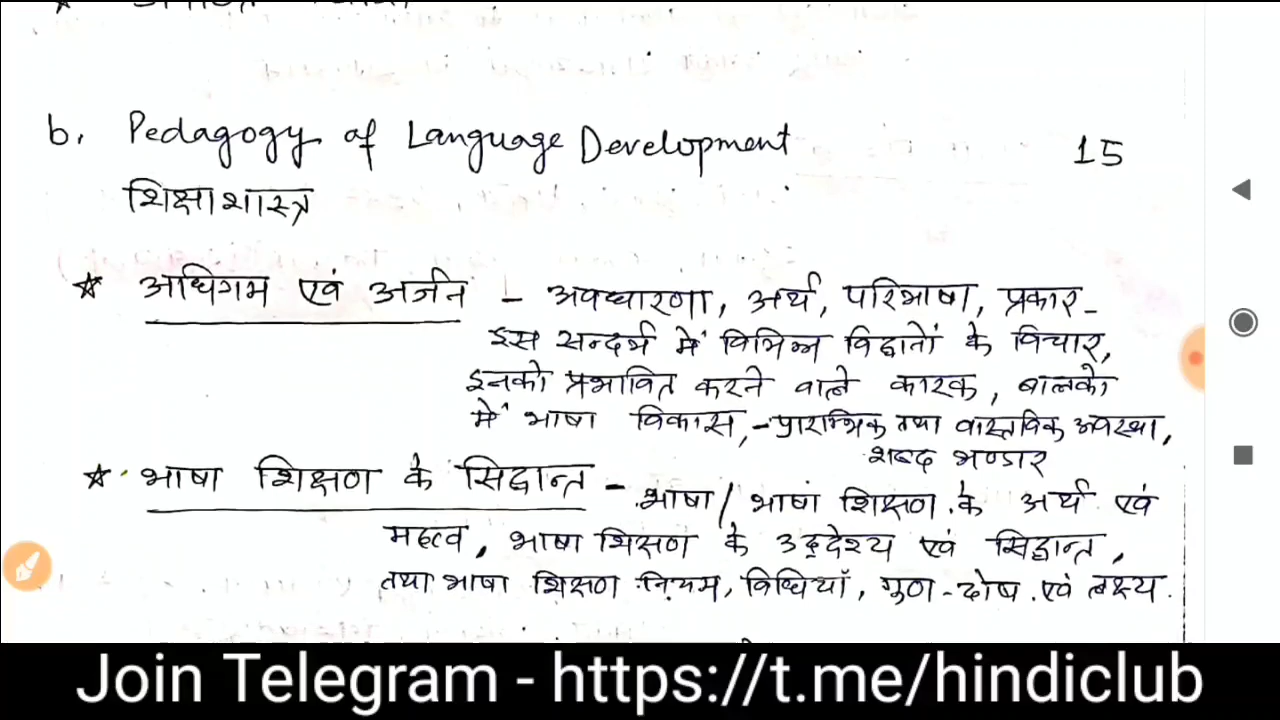 b. Pedagogy of Language Development 15
शिक्षाशास्त्र
★ अधिगम एवं अर्जन - अवधारणा, अर्थ, परिभाषा, प्रकार-
इस सन्दर्भ में विभिन्न विद्वानों के विचार,
इनको प्रभावित करने वाले कारक, बालकों
में भाषा विकास, - प्रारम्भिक तथा वास्तविक अवस्था,
शब्द भण्डार
★ भाषा शिक्षण के सिद्धान्त - भाषा / भाषा शिक्षण के अर्थ एवं
महत्व, भाषा शिक्षण के उद्देश्य एवं सिद्धान्त,
तथा भाषा शिक्षण नियम, विधियाँ, गुण-दोष एवं लक्ष्य.
Join Telegram - https://t.me/hindiclub